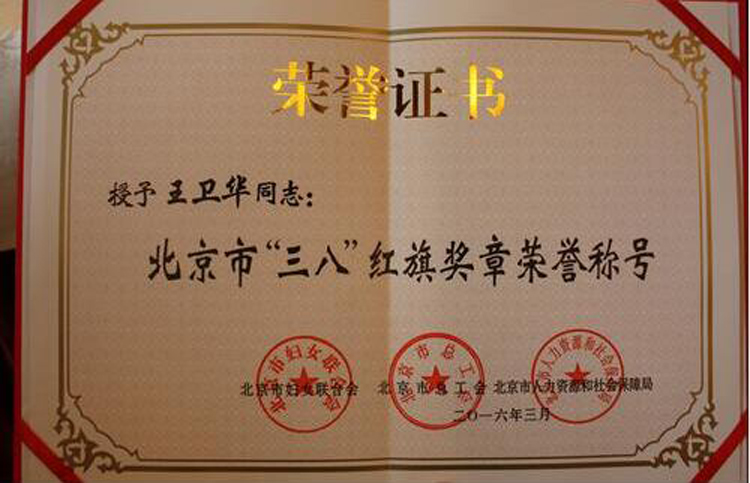 荣誉证书
授予 王卫华同志：
北京市“三八”红旗奖章荣誉称号
北京市妇女联合会 北京市总工会 北京市人力资源和社会保障局
二〇一六年三月